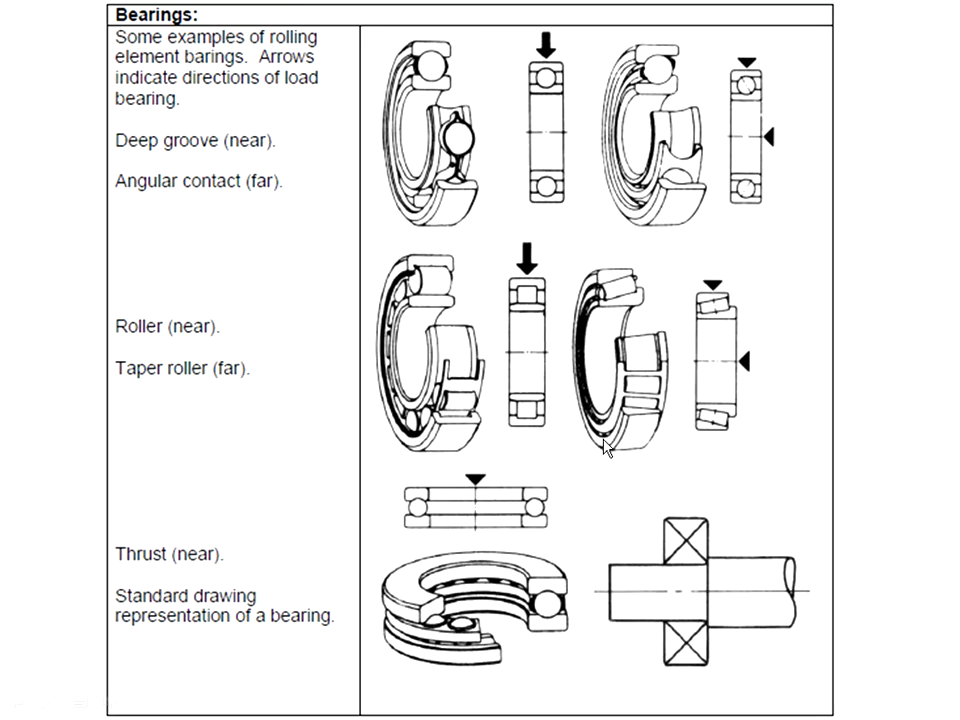 Bearings:
Some examples of rolling
element barings. Arrows
indicate directions of load
bearing.
Deep groove (near).
Angular contact (far).
Roller (near).
Taper roller (far).
Thrust (near).
Standard drawing
representation of a bearing.